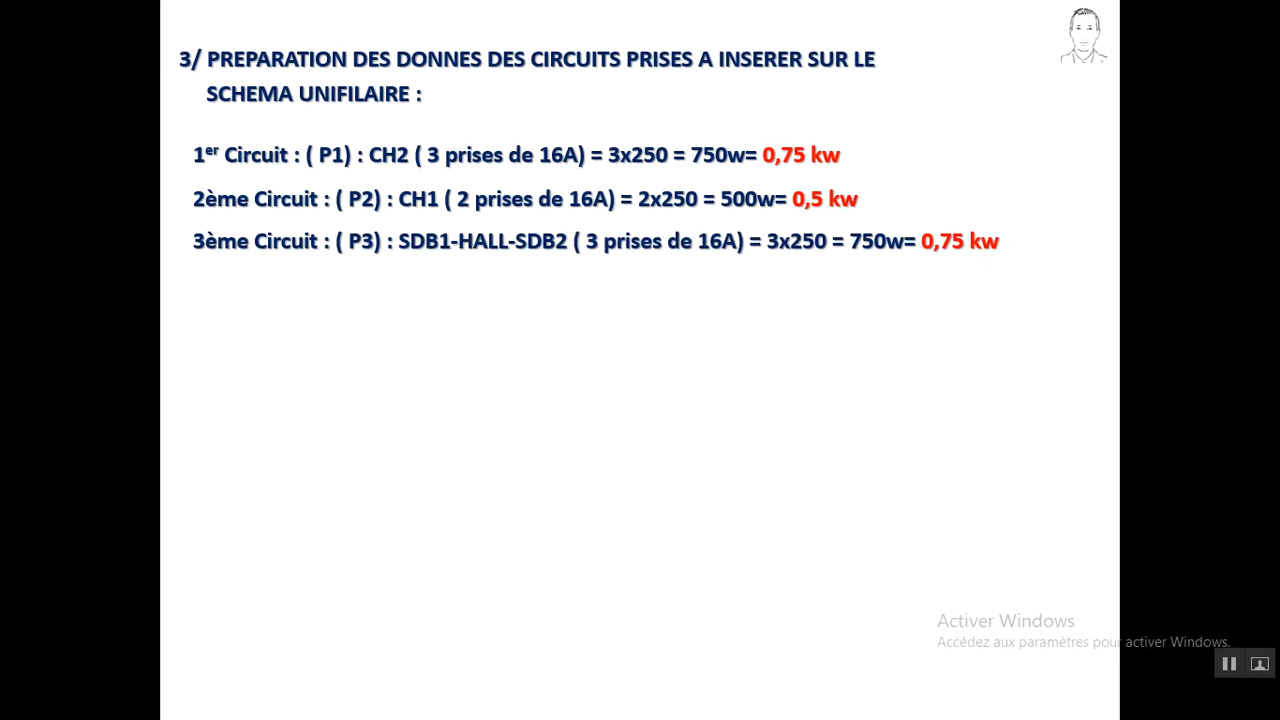 3/ PREPARATION DES DONNES DES CIRCUITS PRISES A INSERER SUR LE
SCHEMA UNIFILAIRE :
1er Circuit : ( P1) : CH2 ( 3 prises de 16A) = 3x250 = 750w= 0,75 kw
2ème Circuit : ( P2) : CH1 ( 2 prises de 16A) = 2x250 = 500w= 0,5 kw
3ème Circuit : ( P3) : SDB1-HALL-SDB2 ( 3 prises de 16A) = 3x250 = 750w= 0,75 kw
Activer Windows
Accédez aux paramètres pour activer Windows.